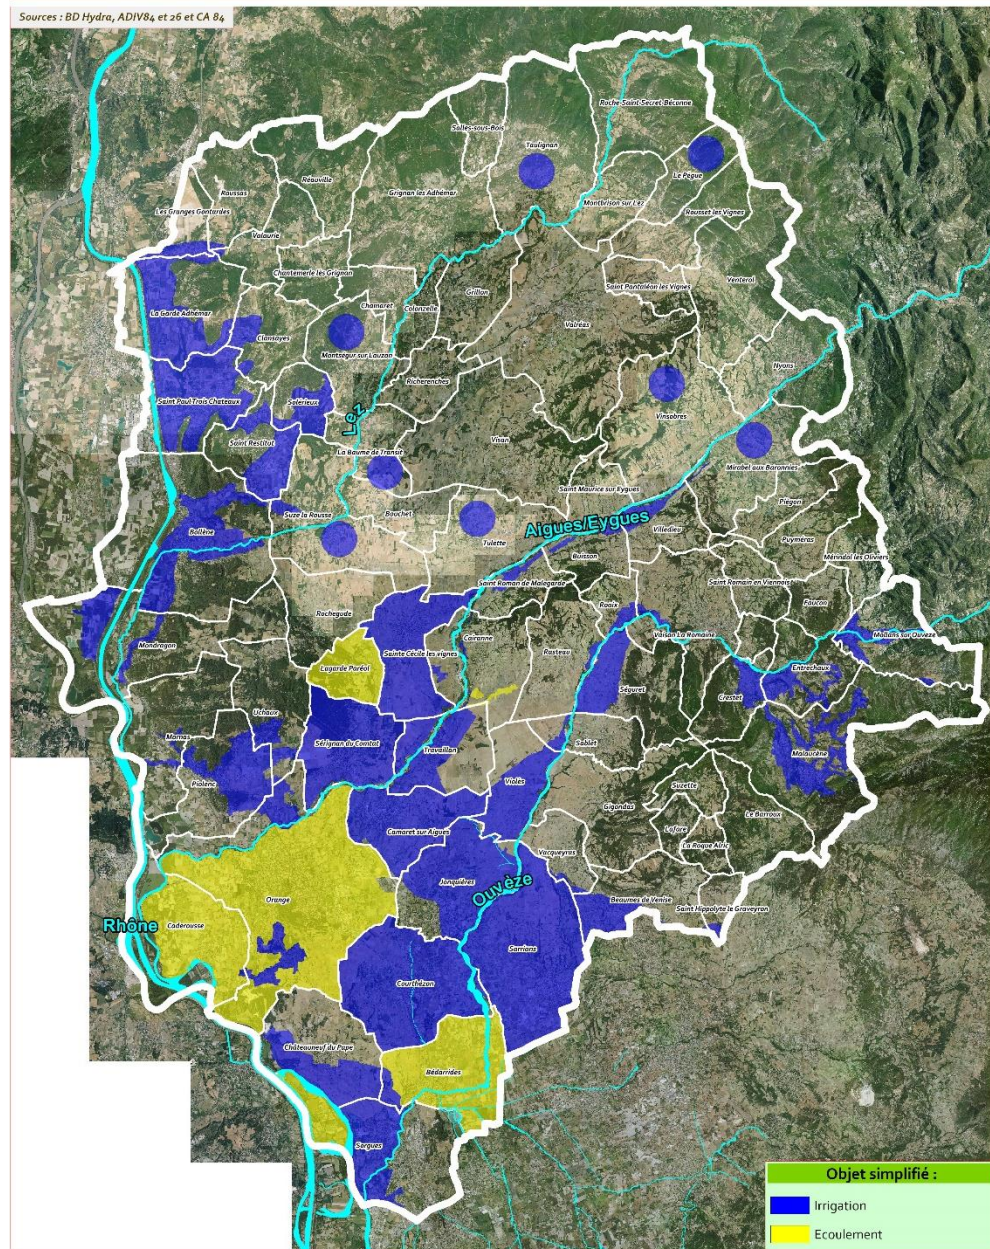 Sources : BD Hydra, ADIV84 et 26 et CA 84
Roche-Saint-Secret-Béconne
Salles-sous-Bois
Taulignan
Le Pègue
Réauville
Roussas
Grignan les Adhémar
Montbrison sur Lez
Les Granges Gontardes
Rousset les Vignes
Valaurie
Chantemerle les Grignan
Venterol
Saint Pantaléon les Vignes
Grillon
Chamaret
Colonzelle
La Garde Adhémar
Valréas
Clansayes
Montségur sur Lauzon
Nyons
Richerenches
Saint Paul Trois Chateaux
Solérieux
Vinsobres
Lez
Saint Restitut
Visan
La Baume de Transit
Mirabel aux Baronnies
Saint Maurice sur Eygues
Piégon
Suze la Rousse
Bouchet
Aigues/Eygues
Bollène
Tulette
Villedieu
Puyméras
Buisson
Mérindol les Oliviers
Saint Roman de Malegarde
Saint Romain en Viennois
Faucon
Rochegude
Roaix
Vaison La Romaine
Mollans sur Ouvèze
Cairanne
Mondragon
Sainte Cécile les vignes
Rasteau
Lagarde Paréol
Entrechaux
Séguret
Crestet
Uchaux
Mornas
Sérignan du Comtat
Travaillan
Sablet
Malaucène
Piolenc
Violès
Suzette
Gigondas
Le Barroux
Camaret sur Aigues
Lafare
La Roque Alric
Vacqueyras
Jonquières
Ouvèze
Orange
Beaumes de Venise
Saint Hippolyte le Graveyron
Rhône
Caderousse
Sarrians
Courthézon
Châteauneuf du Pape
Bédarrides
Sorgues
Objet simplifié :
Irrigation
Ecoulement